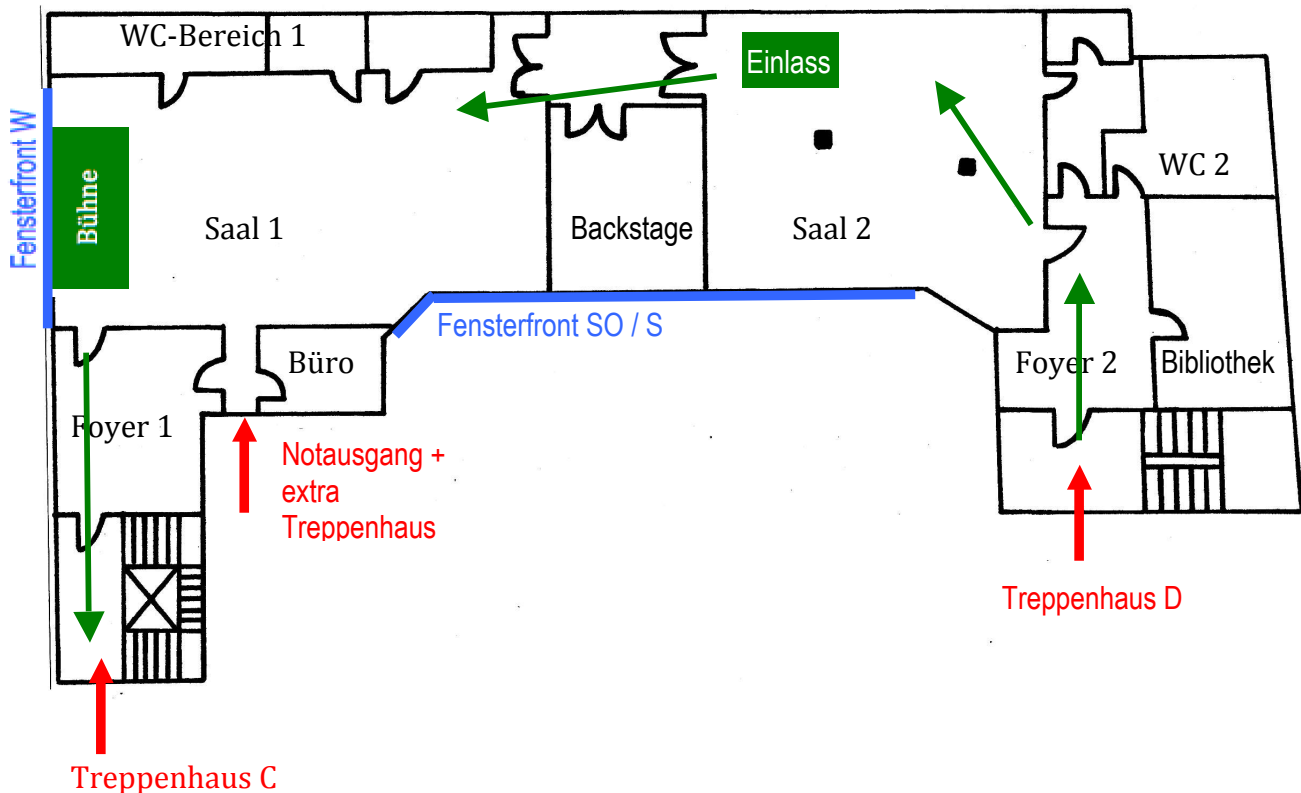 WC-Bereich 1
Einlass
Fensterfront W
Bühne
WC 2
Saal 1
Backstage
Saal 2
Fensterfront SO / S
Büro
Foyer 2
Bibliothek
Foyer 1
Notausgang +
extra
Treppenhaus
Treppenhaus D
Treppenhaus C